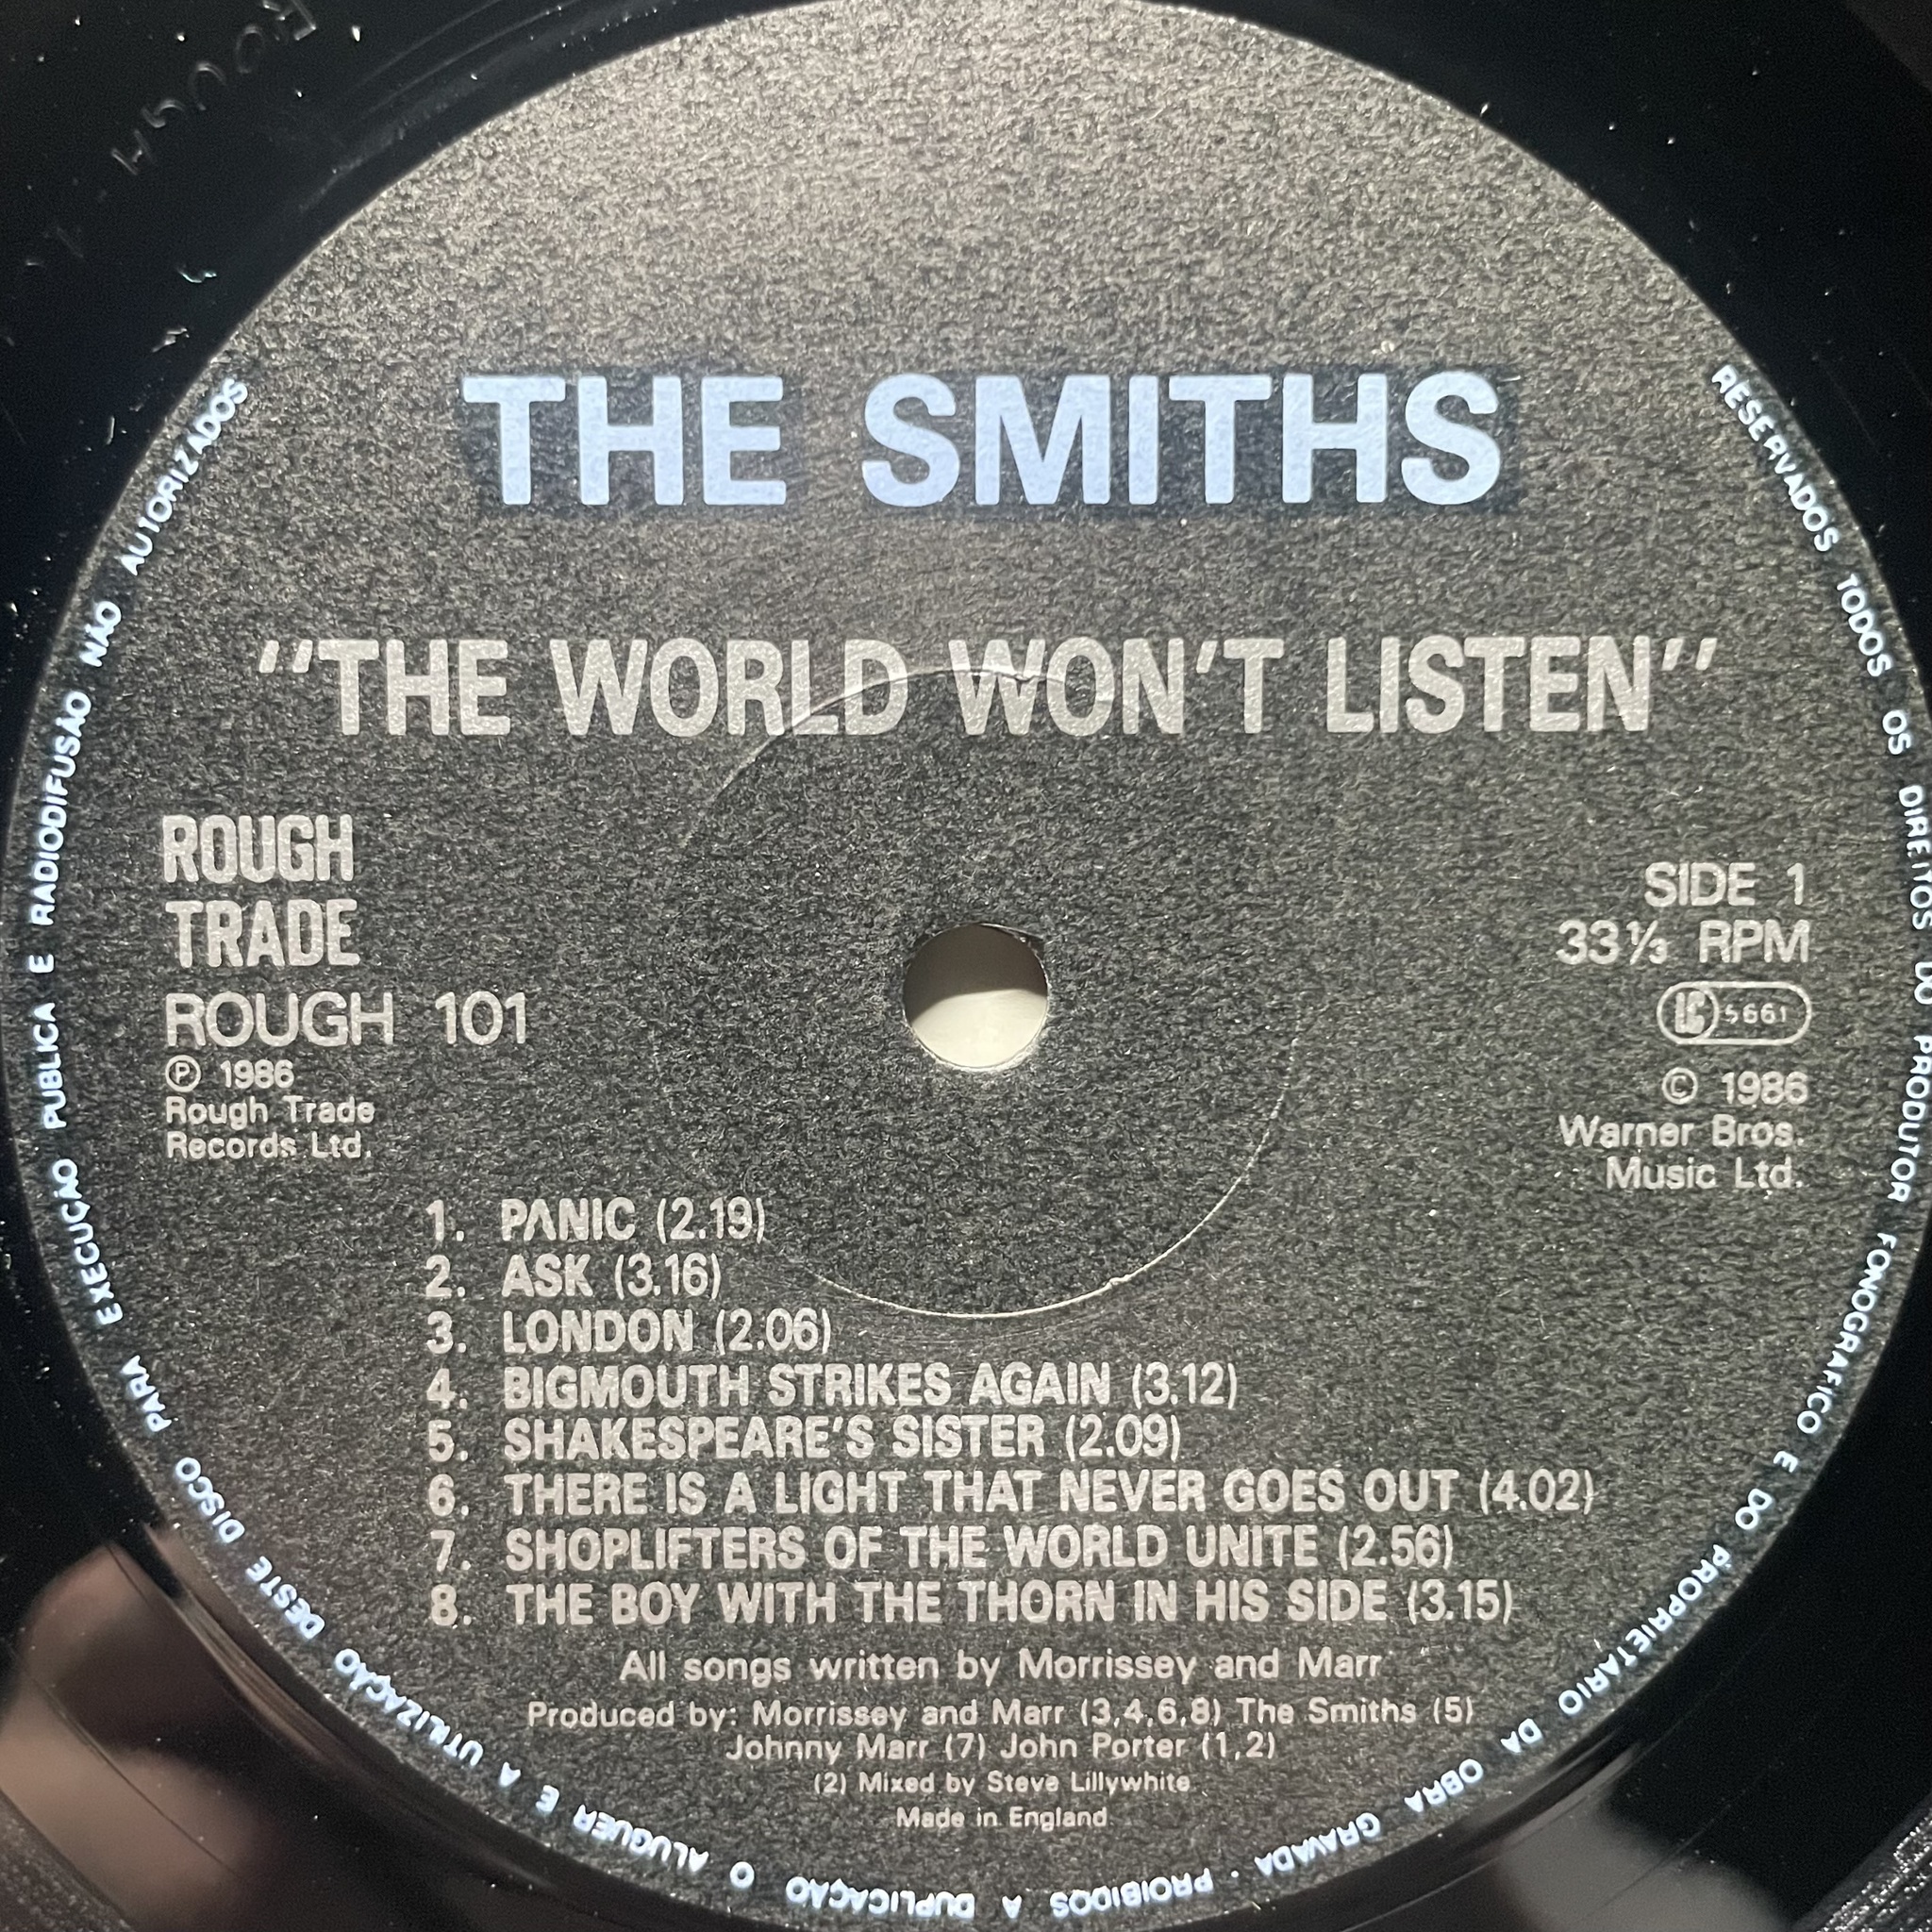 ROUGH
THE SMITHS
"THE WORLD WON'T LISTEN"
ROUGH
TRADE
ROUGH 101
Ⓟ 1986
Rough Trade
Records Ltd.
SIDE 1
33⅓ RPM
LC 5661
© 1986
Warner Bros.
Music Ltd.
1. PANIC (2.19)
2. ASK (3.16)
3. LONDON (2.06)
4. BIGMOUTH STRIKES AGAIN (3.12)
5. SHAKESPEARE'S SISTER (2.09)
6. THERE IS A LIGHT THAT NEVER GOES OUT (4.02)
7. SHOPLIFTERS OF THE WORLD UNITE (2.56)
8. THE BOY WITH THE THORN IN HIS SIDE (3.15)
All songs written by Morrissey and Marr
Produced by: Morrissey and Marr (3,4,6,8) The Smiths (5)
Johnny Marr (7) John Porter (1,2)
(2) Mixed by Steve Lillywhite
Made in England
RESERVADOS TODOS OS DIREITOS DO PRODUTOR FONOGRAFICO E DO PROPRIETARIO DA OBRA GRAVADA · PROIBIDOS A DUPLICAÇÃO O ALUGUER E A UTILIZAÇÃO DESTE DISCO PARA EXECUÇÃO PUBLICA E RADIODIFUSÃO NÃO AUTORIZADOS